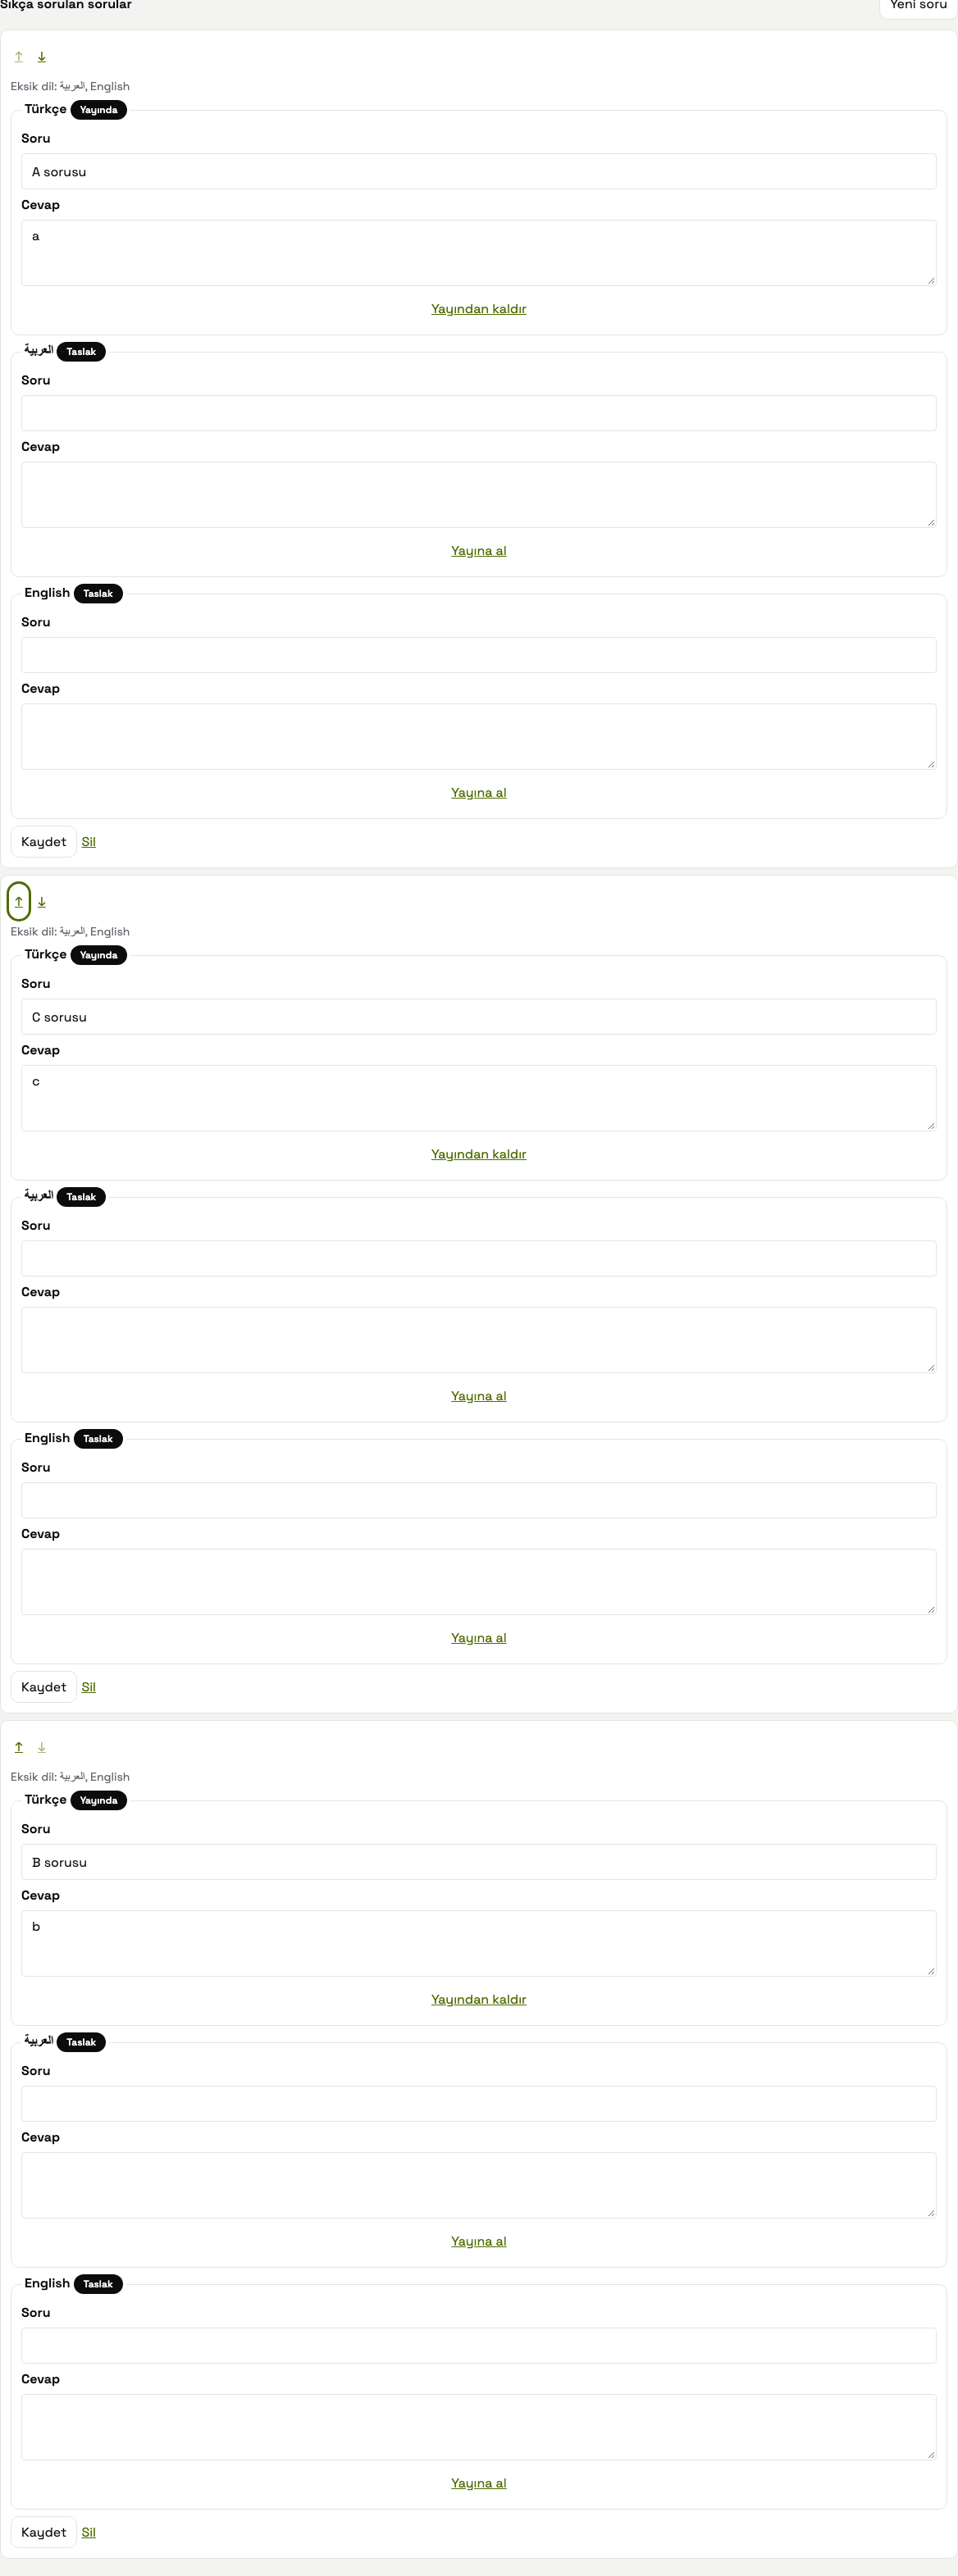 Sıkça sorulan sorular
Yeni soru
↑ ↓
Eksik dil: العربية, English
Türkçe Yayında
Soru
A sorusu
Cevap
a
Yayından kaldır
العربية Taslak
Soru
Cevap
Yayına al
English Taslak
Soru
Cevap
Yayına al
Kaydet Sil
↑ ↓
Eksik dil: العربية, English
Türkçe Yayında
Soru
C sorusu
Cevap
c
Yayından kaldır
العربية Taslak
Soru
Cevap
Yayına al
English Taslak
Soru
Cevap
Yayına al
Kaydet Sil
↑ ↓
Eksik dil: العربية, English
Türkçe Yayında
Soru
B sorusu
Cevap
b
Yayından kaldır
العربية Taslak
Soru
Cevap
Yayına al
English Taslak
Soru
Cevap
Yayına al
Kaydet Sil